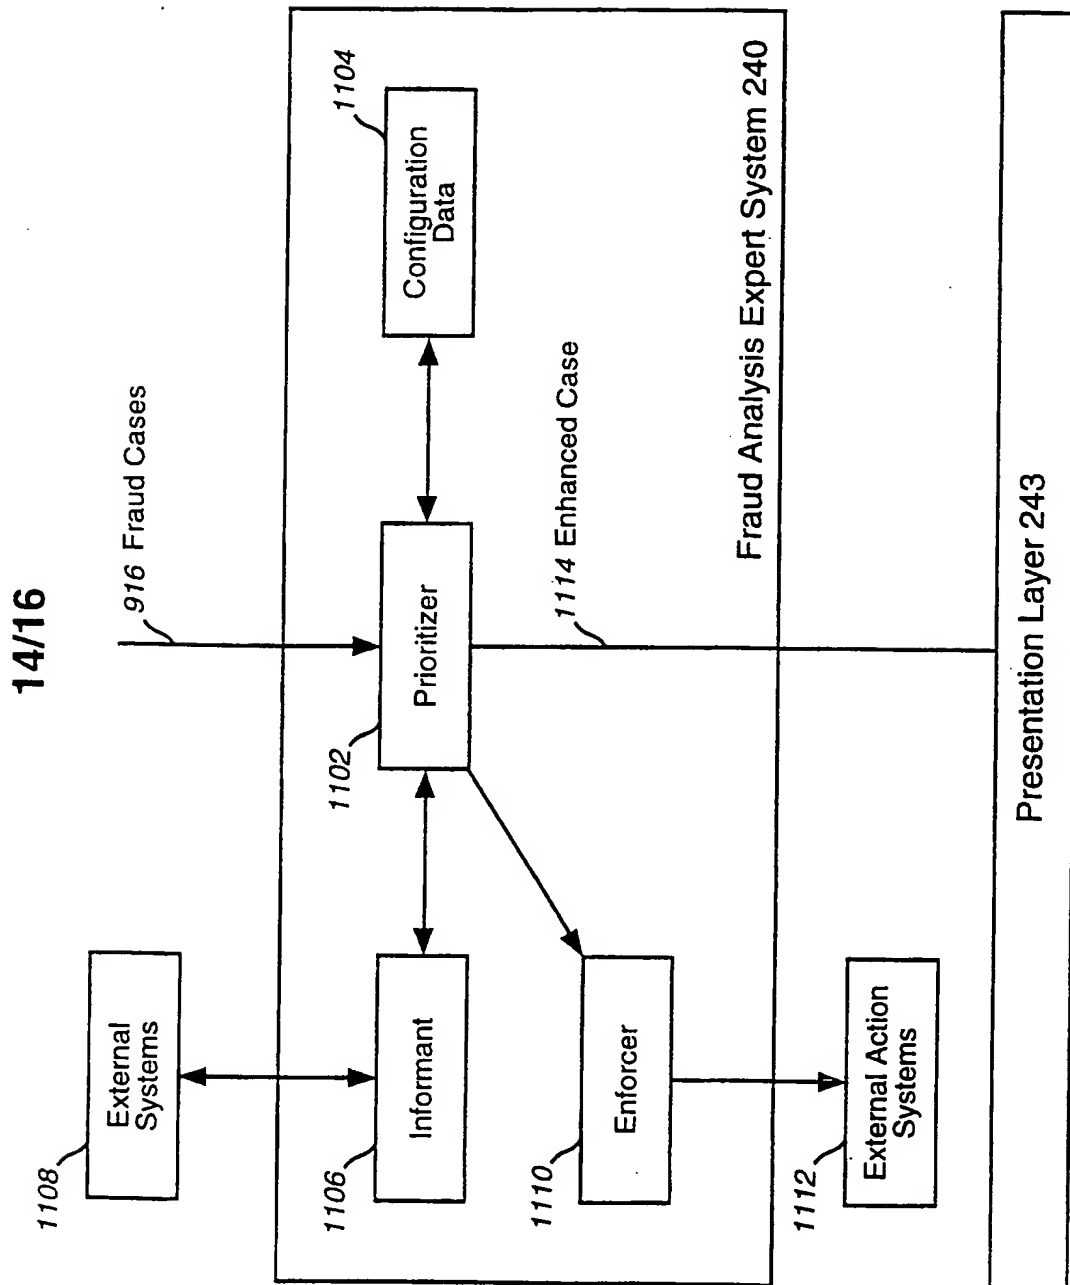 14/16
916 Fraud Cases
1108
External
Systems
1106
Informant
1102
Prioritizer
1104
Configuration
Data
1110
Enforcer
1114 Enhanced Case
Fraud Analysis Expert System 240
1112
External Action
Systems
Presentation Layer 243